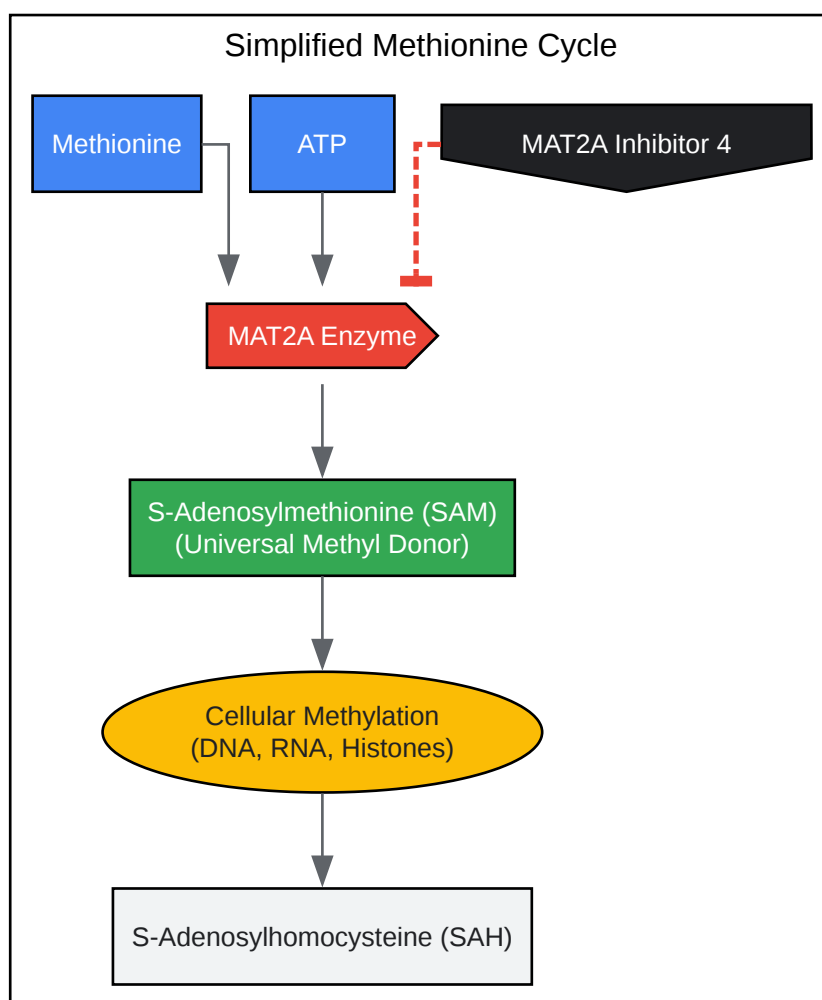 Simplified Methionine Cycle
Methionine
ATP
MAT2A Inhibitor 4
MAT2A Enzyme
S-Adenosylmethionine (SAM)
(Universal Methyl Donor)
Cellular Methylation
(DNA, RNA, Histones)
S-Adenosylhomocysteine (SAH)